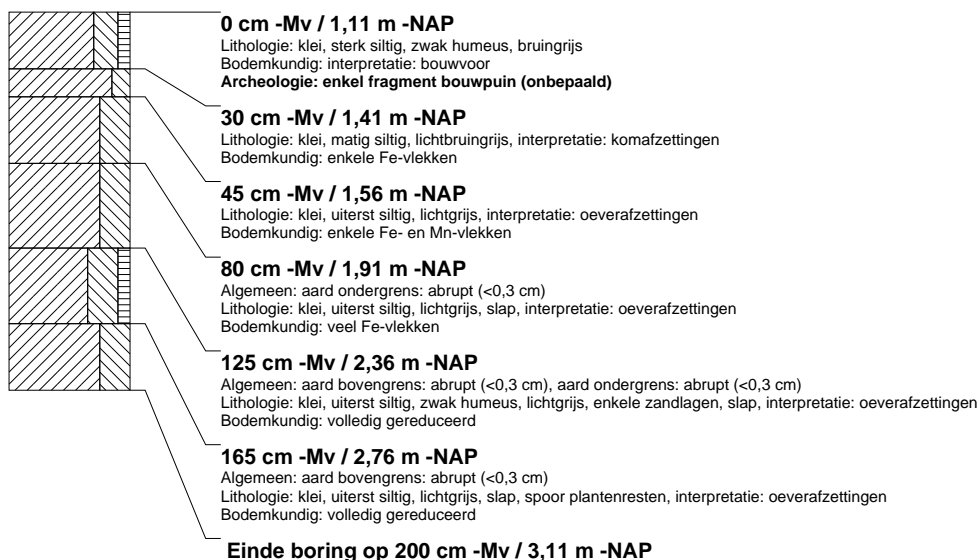 0 cm -Mv / 1,11 m -NAP
Lithologie: klei, sterk siltig, zwak humeus, bruingrijs
Bodemkundig: interpretatie: bouwvoor
Archeologie: enkel fragment bouwpuin (onbepaald)
30 cm -Mv / 1,41 m -NAP
Lithologie: klei, matig siltig, lichtbruingrijs, interpretatie: komafzettingen
Bodemkundig: enkele Fe-vlekken
45 cm -Mv / 1,56 m -NAP
Lithologie: klei, uiterst siltig, lichtgrijs, interpretatie: oeverafzettingen
Bodemkundig: enkele Fe- en Mn-vlekken
80 cm -Mv / 1,91 m -NAP
Algemeen: aard ondergrens: abrupt (<0,3 cm)
Lithologie: klei, uiterst siltig, lichtgrijs, slap, interpretatie: oeverafzettingen
Bodemkundig: veel Fe-vlekken
125 cm -Mv / 2,36 m -NAP
Algemeen: aard bovengrens: abrupt (<0,3 cm), aard ondergrens: abrupt (<0,3 cm)
Lithologie: klei, uiterst siltig, zwak humeus, lichtgrijs, enkele zandlagen, slap, interpretatie: oeverafzettingen
Bodemkundig: volledig gereduceerd
165 cm -Mv / 2,76 m -NAP
Algemeen: aard bovengrens: abrupt (<0,3 cm)
Lithologie: klei, uiterst siltig, lichtgrijs, slap, spoor plantenresten, interpretatie: oeverafzettingen
Bodemkundig: volledig gereduceerd
Einde boring op 200 cm -Mv / 3,11 m -NAP